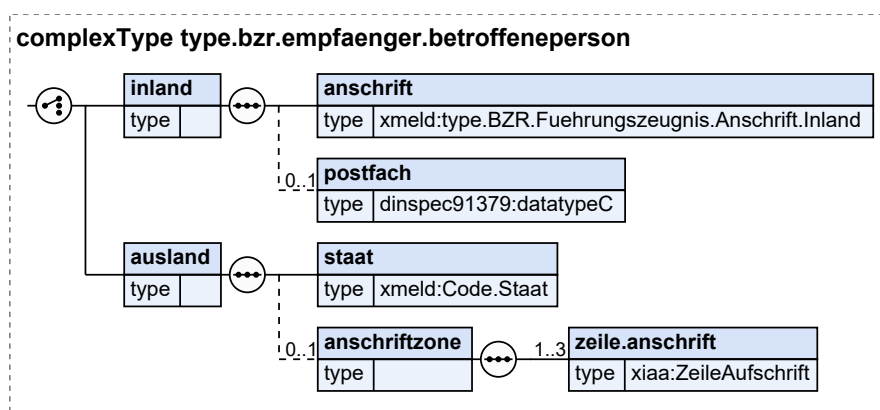 complexType type.bzr.empfaenger.betroffeneperson
inland
type
anschrift
type xmeld:type.BZR.Fuehrungszeugnis.Anschrift.Inland
0..1
postfach
type dinspec91379:datatypeC
ausland
type
staat
type xmeld:Code.Staat
0..1
anschriftzone
type
1..3
zeile.anschrift
type xiaa:ZeileAufschrift